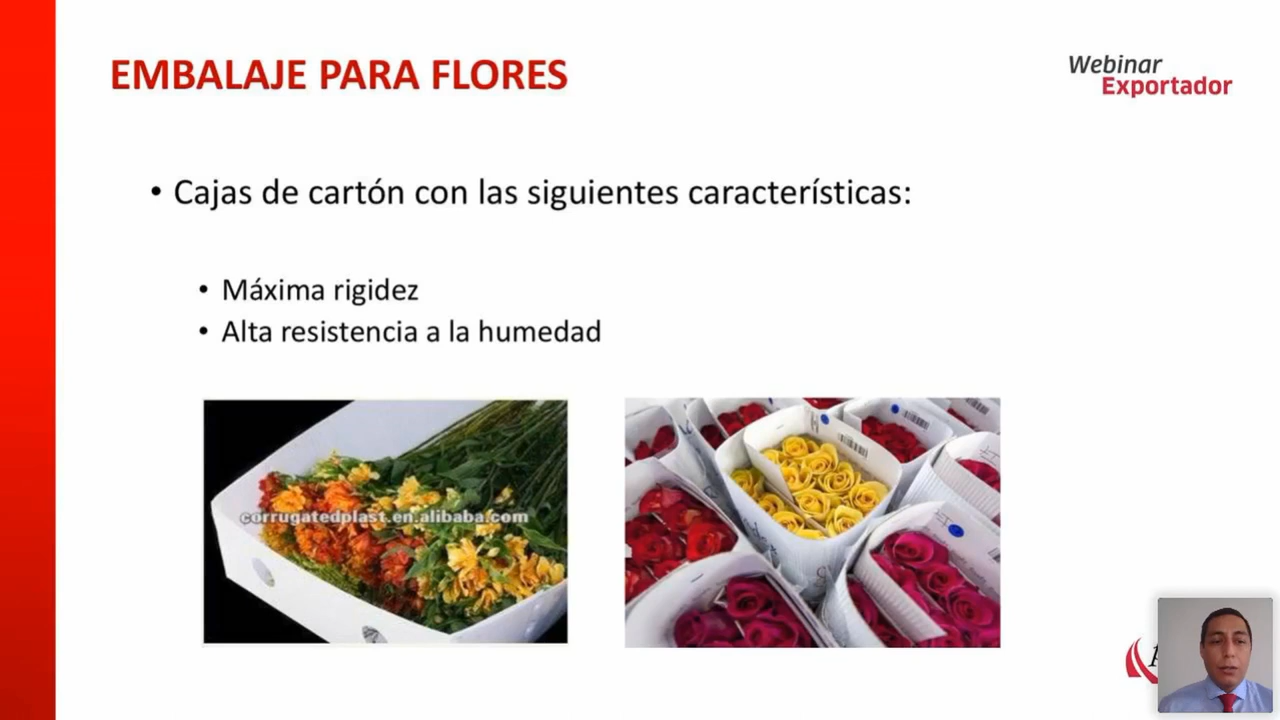 EMBALAJE PARA FLORES
Webinar
Exportador
• Cajas de cartón con las siguientes características:
• Máxima rigidez
• Alta resistencia a la humedad
corrugatedplast.en.alibaba.com